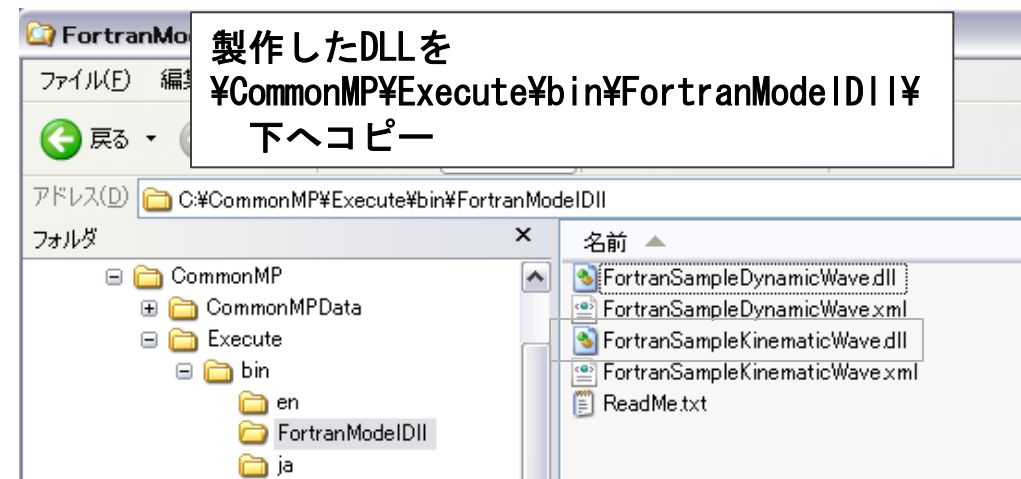 FortranMo
製作したDLLを
¥CommonMP¥Execute¥bin¥FortranModelDll¥
下へコピー
ファイル(F) 編集
戻る
アドレス(D) C:¥CommonMP¥Execute¥bin¥FortranModelDll
フォルダ
名前
CommonMP
CommonMPData
Execute
bin
en
FortranModelDll
ja
FortranSampleDynamicWave.dll
FortranSampleDynamicWave.xml
FortranSampleKinematicWave.dll
FortranSampleKinematicWave.xml
ReadMe.txt